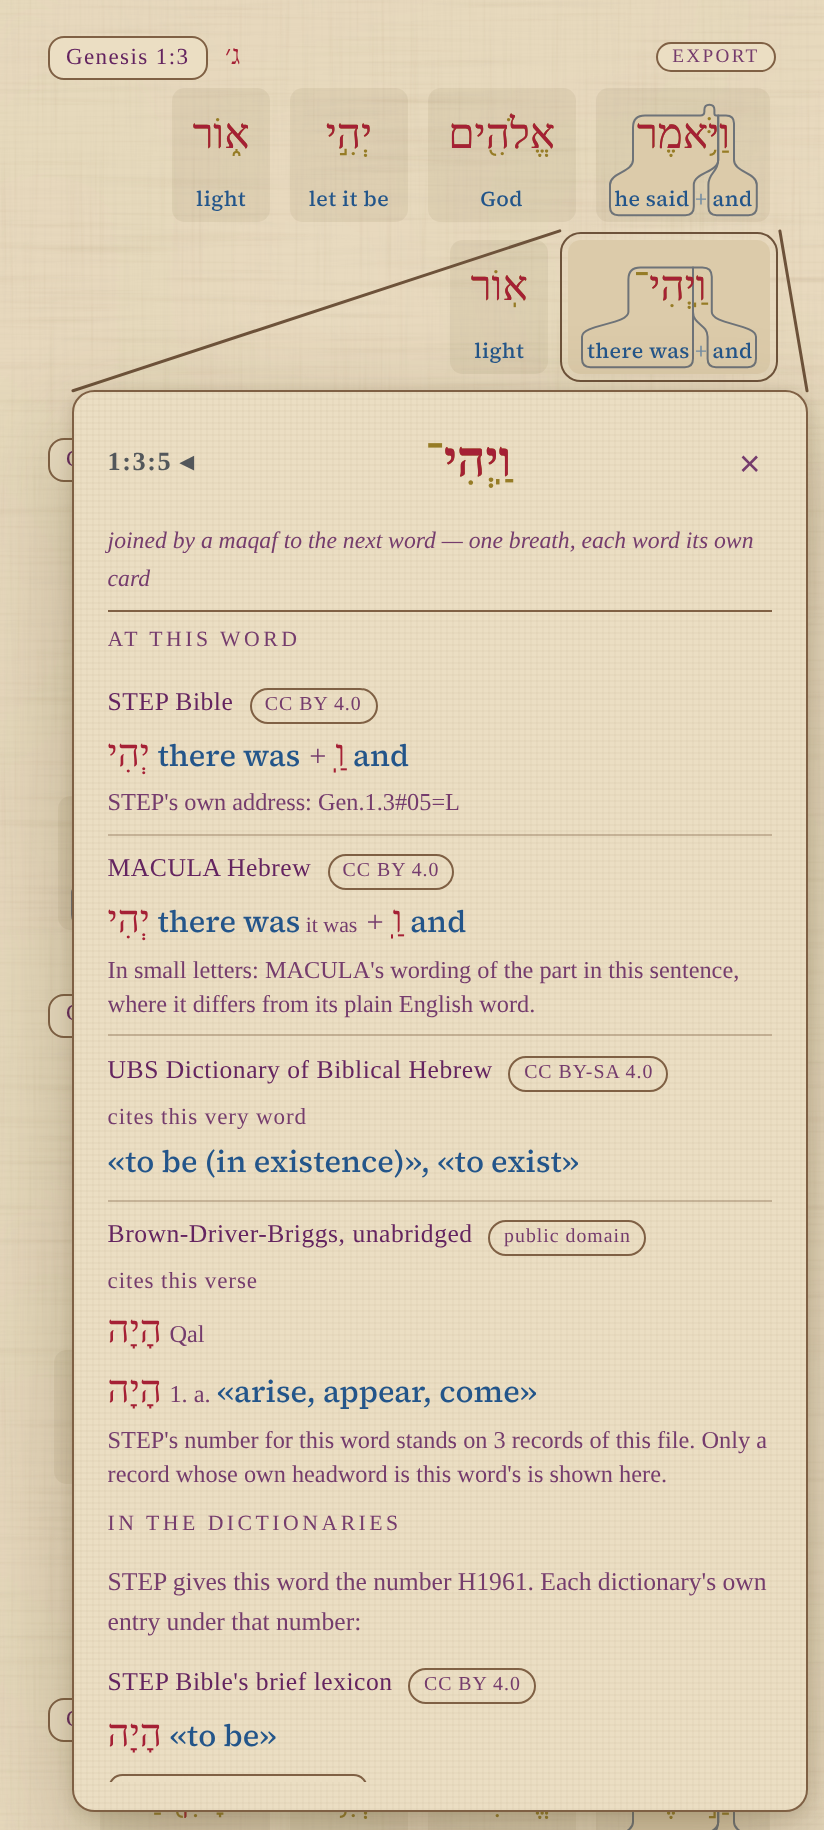 Genesis 1:3 ג׳ EXPORT
וַיֹּ֥אמֶר אֱלֹהִ֖ים יְהִ֣י א֑וֹר
he said + and God let it be light
וַֽיְהִי־ אֽוֹר
there was + and light
1:3:5 ◀ וַֽיְהִי־ ×
joined by a maqaf to the next word — one breath, each word its own
card
AT THIS WORD
STEP Bible CC BY 4.0
יְהִי there was + וַֽ and
STEP's own address: Gen.1.3#05=L
MACULA Hebrew CC BY 4.0
יְהִי there was it was + וַֽ and
In small letters: MACULA's wording of the part in this sentence,
where it differs from its plain English word.
UBS Dictionary of Biblical Hebrew CC BY-SA 4.0
cites this very word
«to be (in existence)», «to exist»
Brown-Driver-Briggs, unabridged public domain
cites this verse
הָיָה Qal
הָיָה 1. a. «arise, appear, come»
STEP's number for this word stands on 3 records of this file. Only a
record whose own headword is this word's is shown here.
IN THE DICTIONARIES
STEP gives this word the number H1961. Each dictionary's own
entry under that number:
STEP Bible's brief lexicon CC BY 4.0
הָיָה «to be»